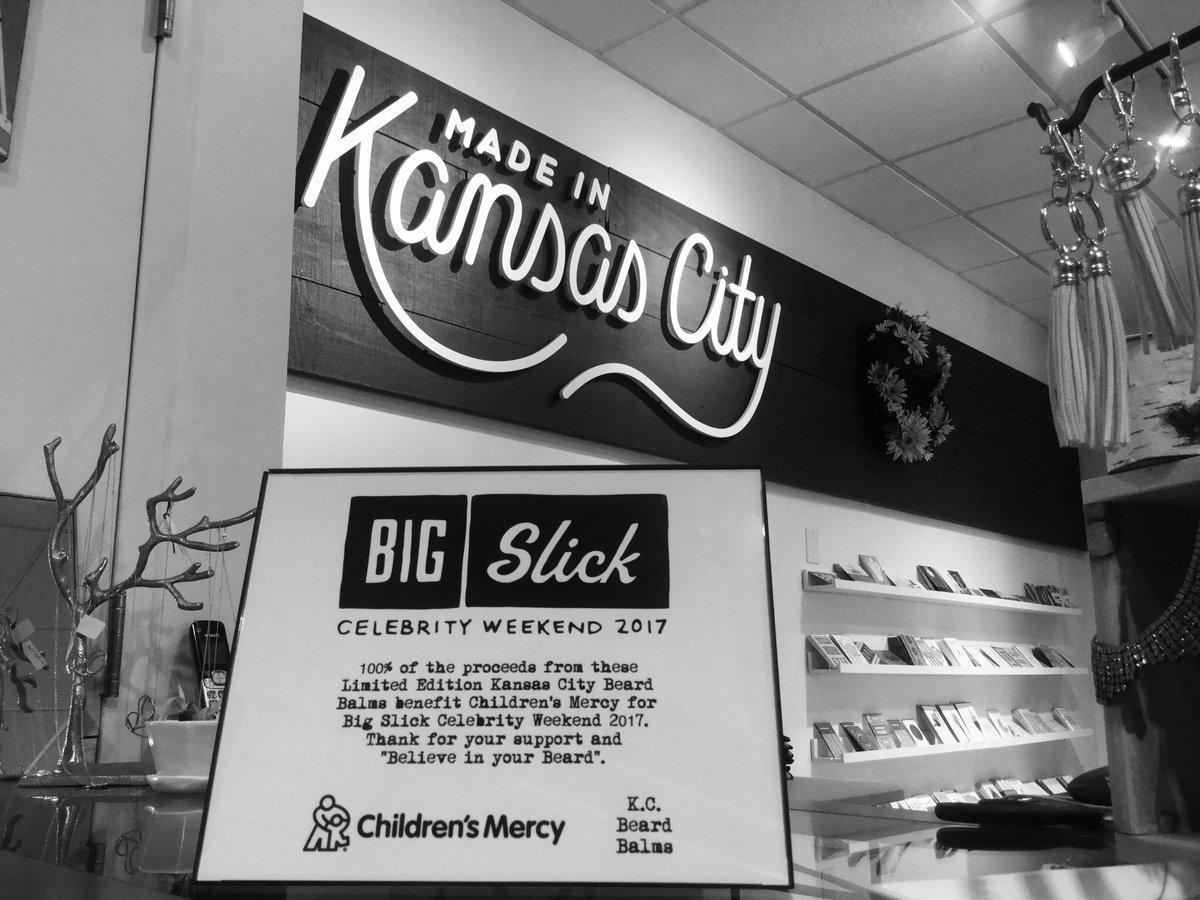 MADE IN
Kansas City
BIG Slick
CELEBRITY WEEKEND 2017
100% of the proceeds from these
Limited Edition Kansas City Beard
Balms benefit Children's Mercy for
Big Slick Celebrity Weekend 2017.
Thank for your support and
"Believe in your Beard".
Children's Mercy
K.C.
Beard
Balms